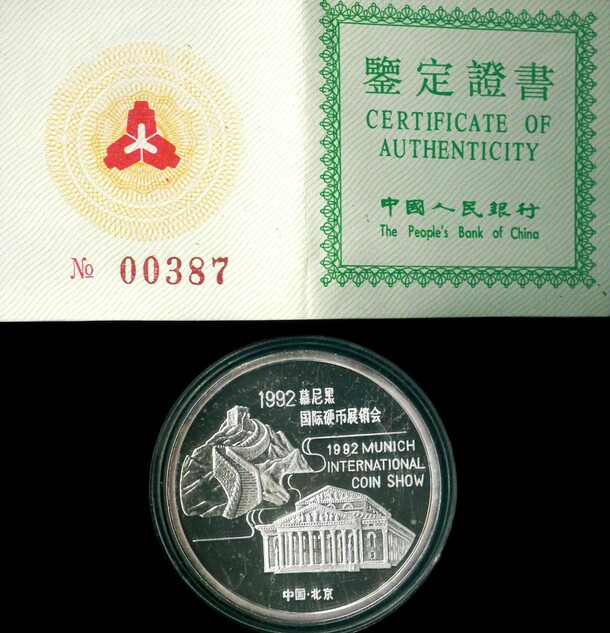 鑒定證書
CERTIFICATE OF
AUTHENTICITY
中國人民銀行
The People's Bank of China
№ 00387
1992·慕尼黑
国际硬币展销会
1992 MUNICH
INTERNATIONAL
COIN SHOW
中国·北京